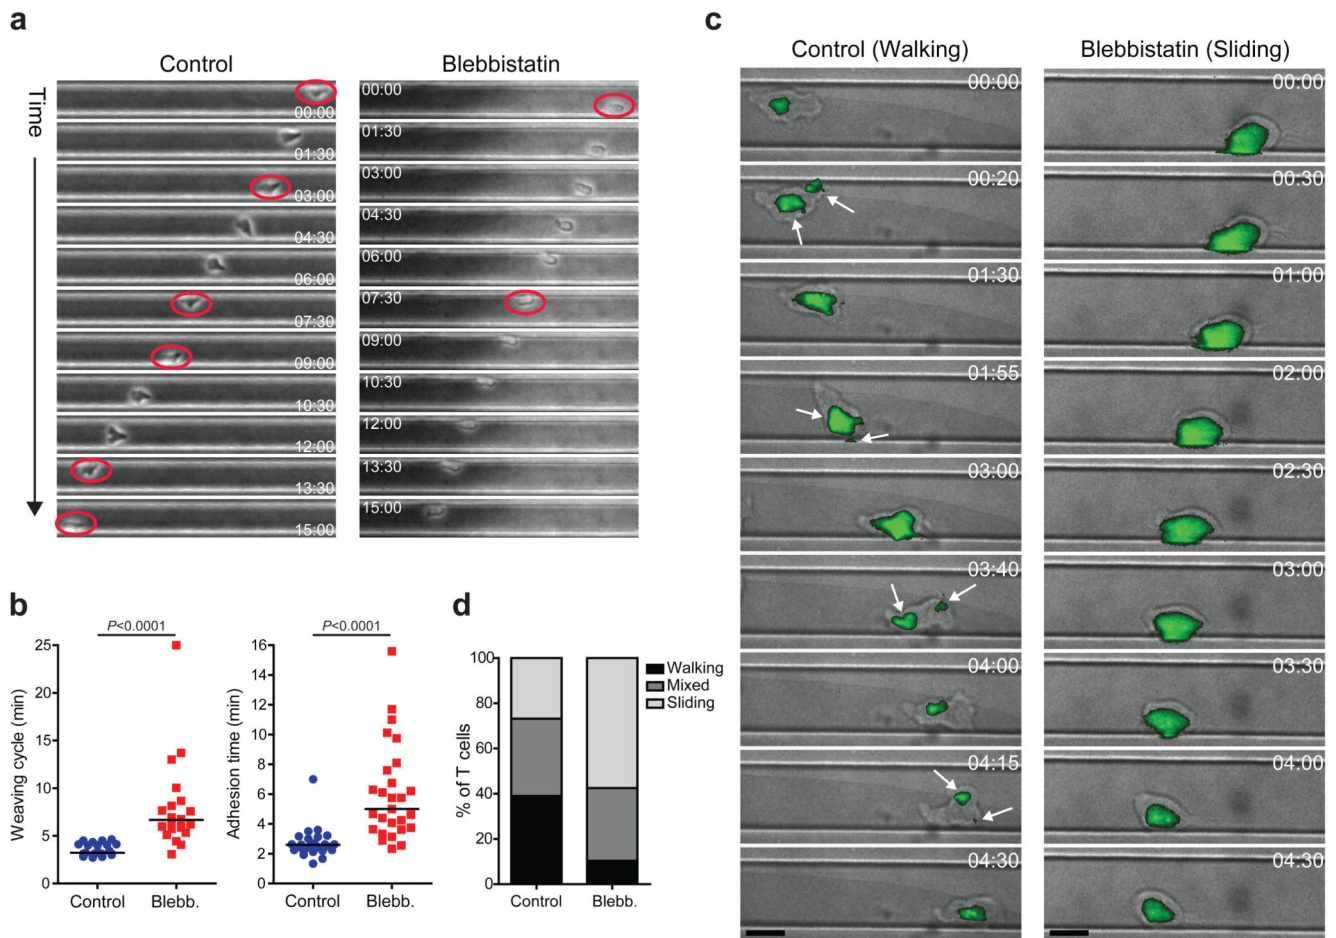 a
Control
Blebbistatin
Time
00:00
01:30
03:00
04:30
06:00
07:30
09:00
10:30
12:00
13:30
15:00
00:00
01:30
03:00
04:30
06:00
07:30
09:00
10:30
12:00
13:30
15:00
b
P<0.0001
Weaving cycle (min)
25
20
15
10
5
0
Control
Blebb.
P<0.0001
Adhesion time (min)
16
14
12
10
8
6
4
2
0
Control
Blebb.
d
% of T cells
100
80
60
40
20
0
Control
Blebb.
Walking
Mixed
Sliding
c
Control (Walking)
Blebbistatin (Sliding)
00:00
00:20
01:30
01:55
03:00
03:40
04:00
04:15
04:30
00:00
00:30
01:00
02:00
02:30
03:00
03:30
04:00
04:30